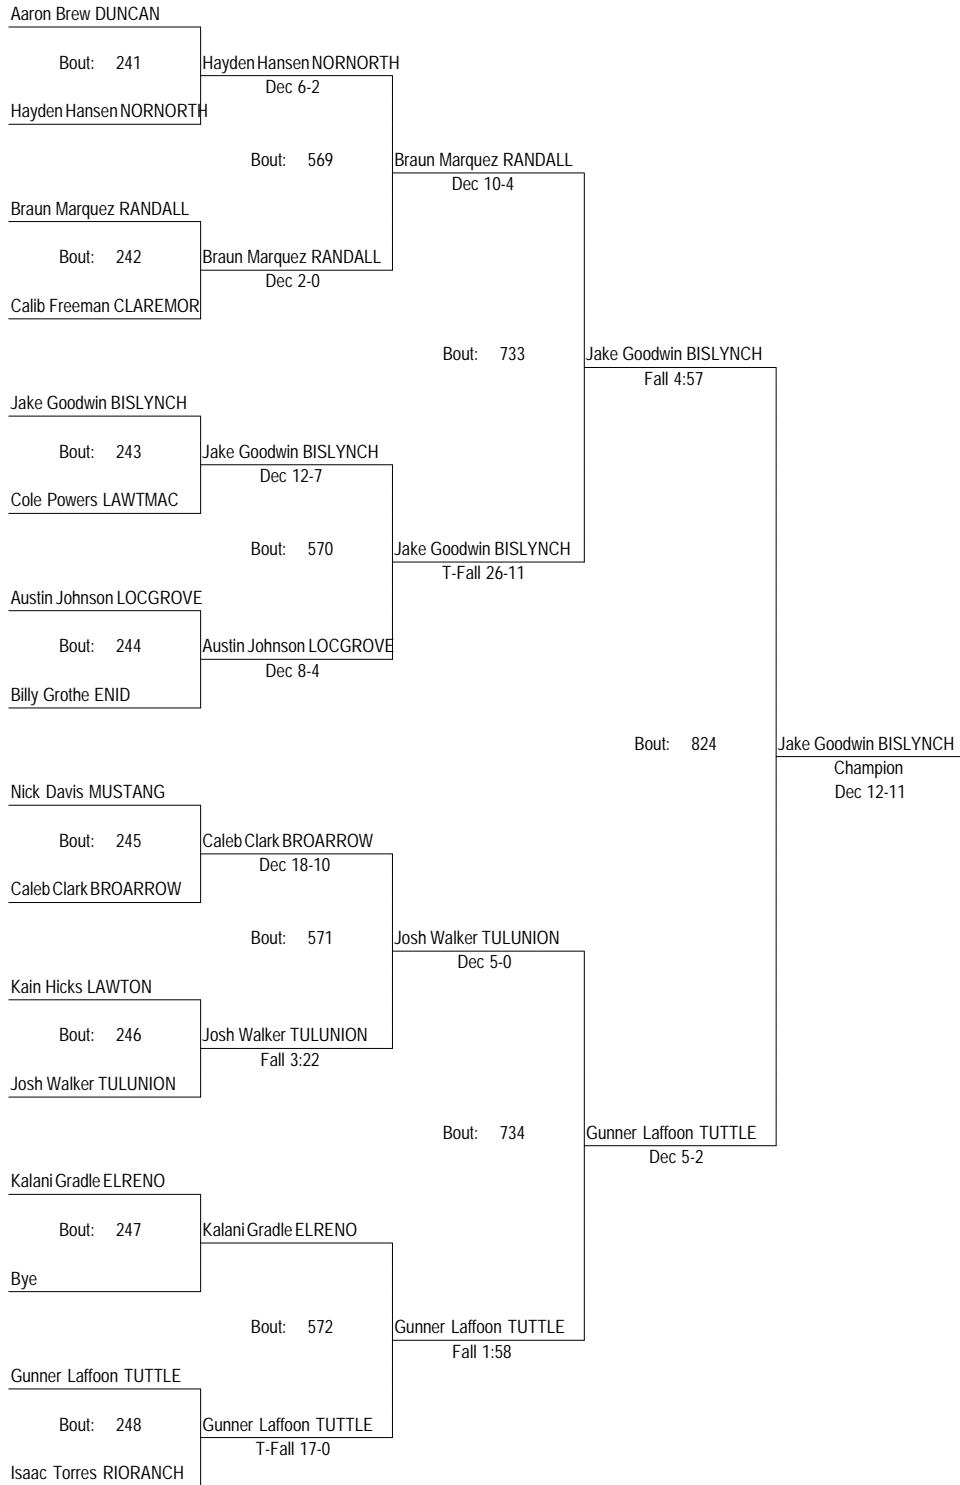 Aaron Brew DUNCAN
Bout: 241
Hayden Hansen NORNORTH
Dec 6-2
Hayden Hansen NORNORTH
Bout: 569
Braun Marquez RANDALL
Dec 10-4
Braun Marquez RANDALL
Bout: 242
Braun Marquez RANDALL
Dec 2-0
Calib Freeman CLAREMOR
Bout: 733
Jake Goodwin BISLYNCH
Fall 4:57
Jake Goodwin BISLYNCH
Bout: 243
Jake Goodwin BISLYNCH
Dec 12-7
Cole Powers LAWTMAC
Bout: 570
Jake Goodwin BISLYNCH
T-Fall 26-11
Austin Johnson LOCGROVE
Bout: 244
Austin Johnson LOCGROVE
Dec 8-4
Billy Grothe ENID
Bout: 824
Jake Goodwin BISLYNCH
Champion
Dec 12-11
Nick Davis MUSTANG
Bout: 245
Caleb Clark BROARROW
Dec 18-10
Caleb Clark BROARROW
Bout: 571
Josh Walker TULUNION
Dec 5-0
Kain Hicks LAWTON
Bout: 246
Josh Walker TULUNION
Fall 3:22
Josh Walker TULUNION
Bout: 734
Gunner Laffoon TUTTLE
Dec 5-2
Kalani Gradle ELRENO
Bout: 247
Kalani Gradle ELRENO
Bye
Bout: 572
Gunner Laffoon TUTTLE
Fall 1:58
Gunner Laffoon TUTTLE
Bout: 248
Gunner Laffoon TUTTLE
T-Fall 17-0
Isaac Torres RIORANCH